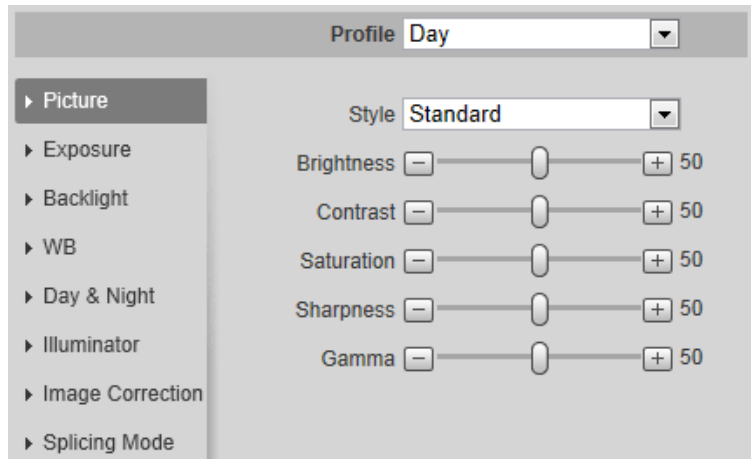 Profile Day
Picture
Style Standard
Exposure
Brightness 50
Backlight
Contrast 50
WB
Saturation 50
Day & Night
Sharpness 50
Illuminator
Gamma 50
Image Correction
Splicing Mode